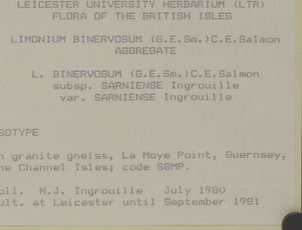 LEICESTER UNIVERSITY HERBARIUM (LTR)
FLORA OF THE BRITISH ISLES
LIMONIUM BINERVOSUM (G.E.Sm.)C.E.Salmon
AGGREGATE
L. BINERVOSUM (G.E.Sm.)C.E.Salmon
subsp. SARNIENSE Ingrouille
var. SARNIENSE Ingrouille
SOTYPE
n granite gneiss, La Moye Point, Guernsey,
he Channel Isles; code SGMP.
oll. M.J. Ingrouille July 1980
ult. at Leicester until September 1981